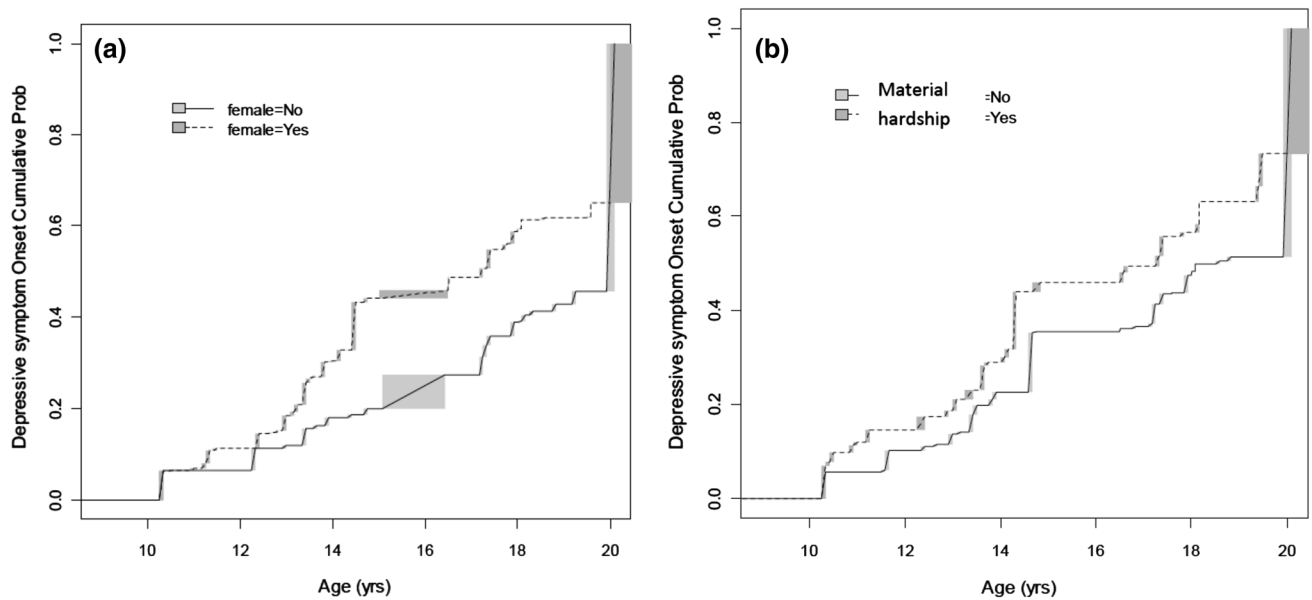 (a)
female=No
female=Yes
Depressive symptom Onset Cumulative Prob
0.0 0.2 0.4 0.6 0.8 1.0
10 12 14 16 18 20
Age (yrs)
(b)
Material =No
hardship =Yes
Depressive symptom Onset Cumulative Prob
0.0 0.2 0.4 0.6 0.8 1.0
10 12 14 16 18 20
Age (yrs)